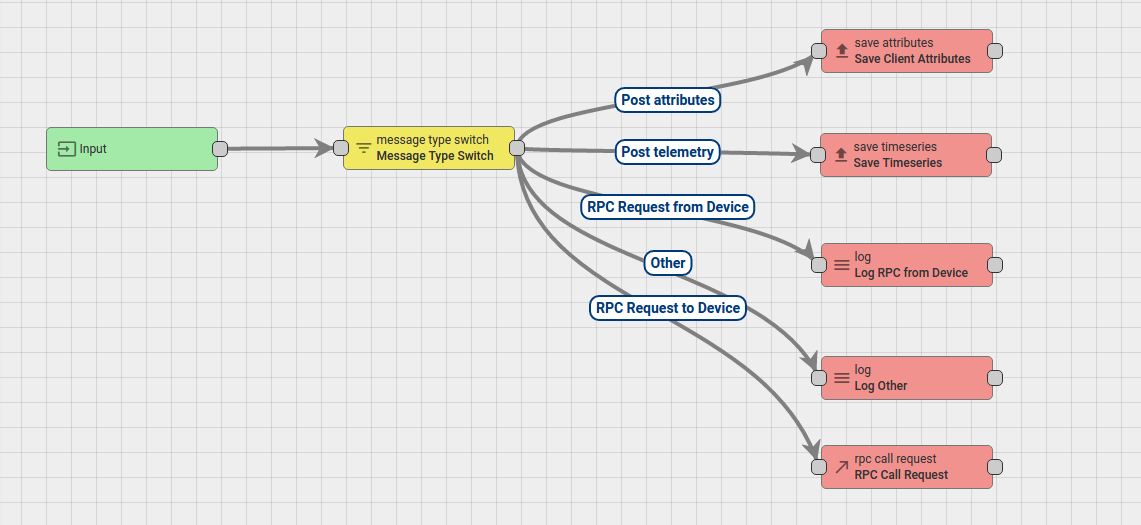 Input
message type switch
Message Type Switch
Post attributes
Post telemetry
RPC Request from Device
Other
RPC Request to Device
save attributes
Save Client Attributes
save timeseries
Save Timeseries
log
Log RPC from Device
log
Log Other
rpc call request
RPC Call Request